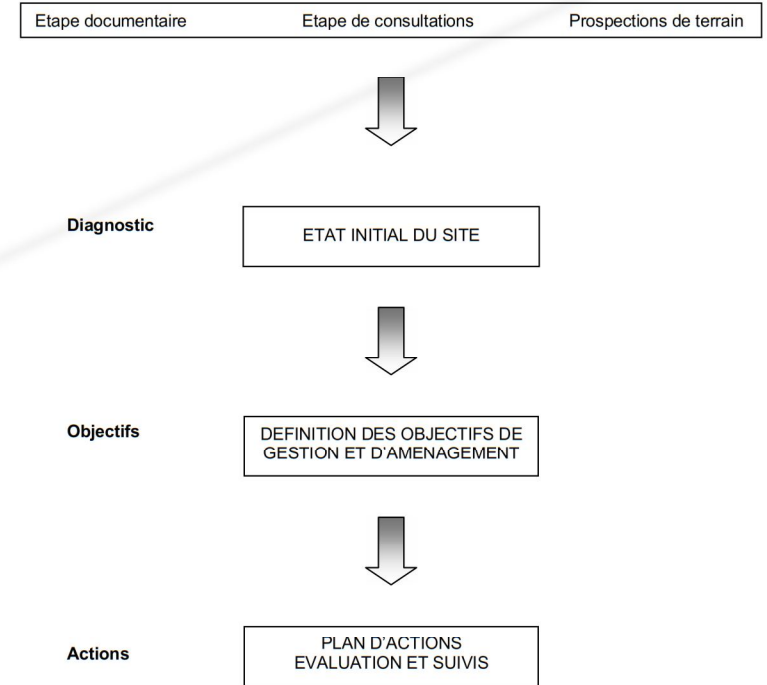 Etape documentaire Etape de consultations Prospections de terrain
Diagnostic
ETAT INITIAL DU SITE
Objectifs
DEFINITION DES OBJECTIFS DE
GESTION ET D'AMENAGEMENT
Actions
PLAN D'ACTIONS
EVALUATION ET SUIVIS